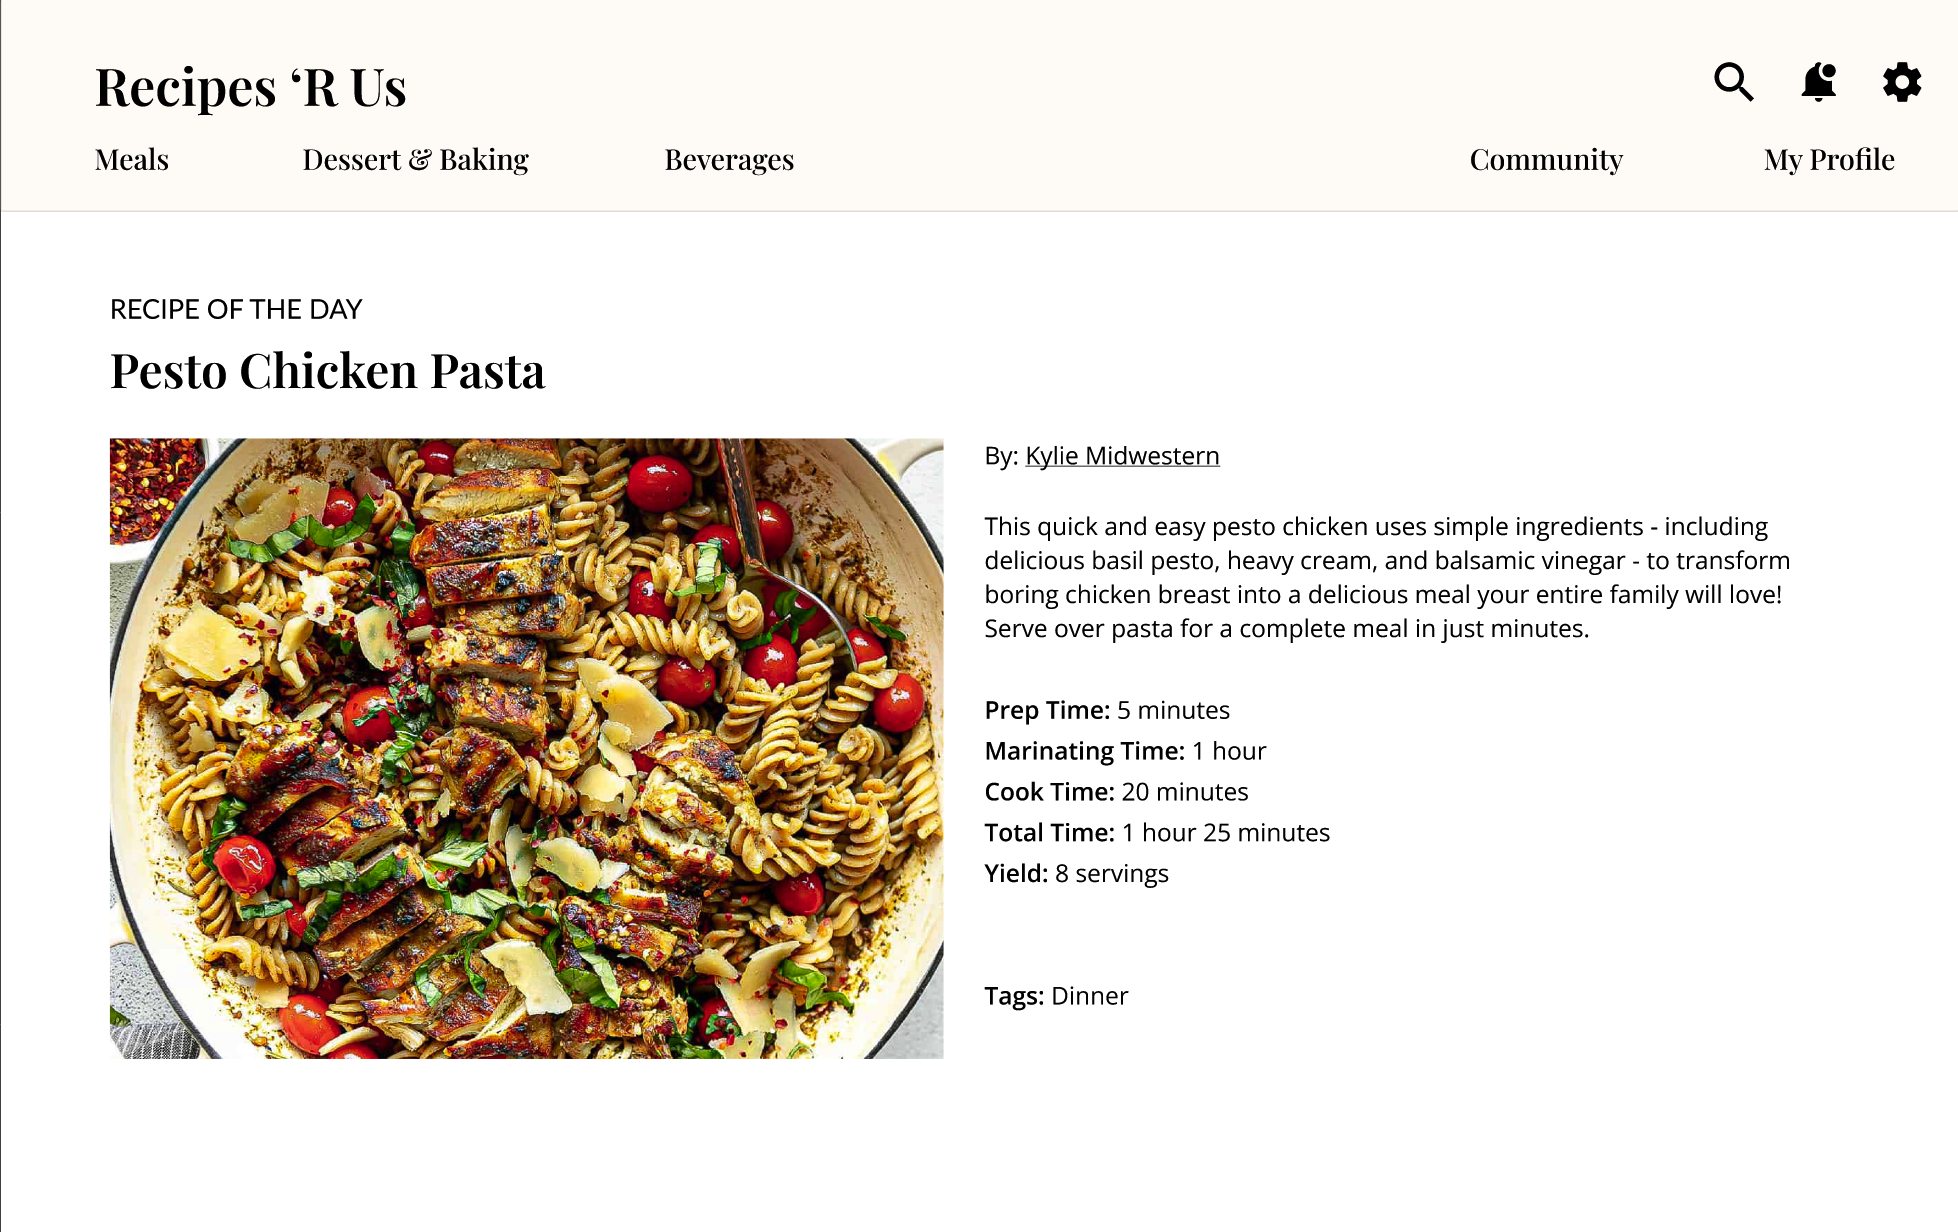 Recipes ‘R Us
Meals
Dessert & Baking
Beverages
Community
My Profile
RECIPE OF THE DAY
Pesto Chicken Pasta
By: Kylie Midwestern
This quick and easy pesto chicken uses simple ingredients - including
delicious basil pesto, heavy cream, and balsamic vinegar - to transform
boring chicken breast into a delicious meal your entire family will love!
Serve over pasta for a complete meal in just minutes.
Prep Time: 5 minutes
Marinating Time: 1 hour
Cook Time: 20 minutes
Total Time: 1 hour 25 minutes
Yield: 8 servings
Tags: Dinner